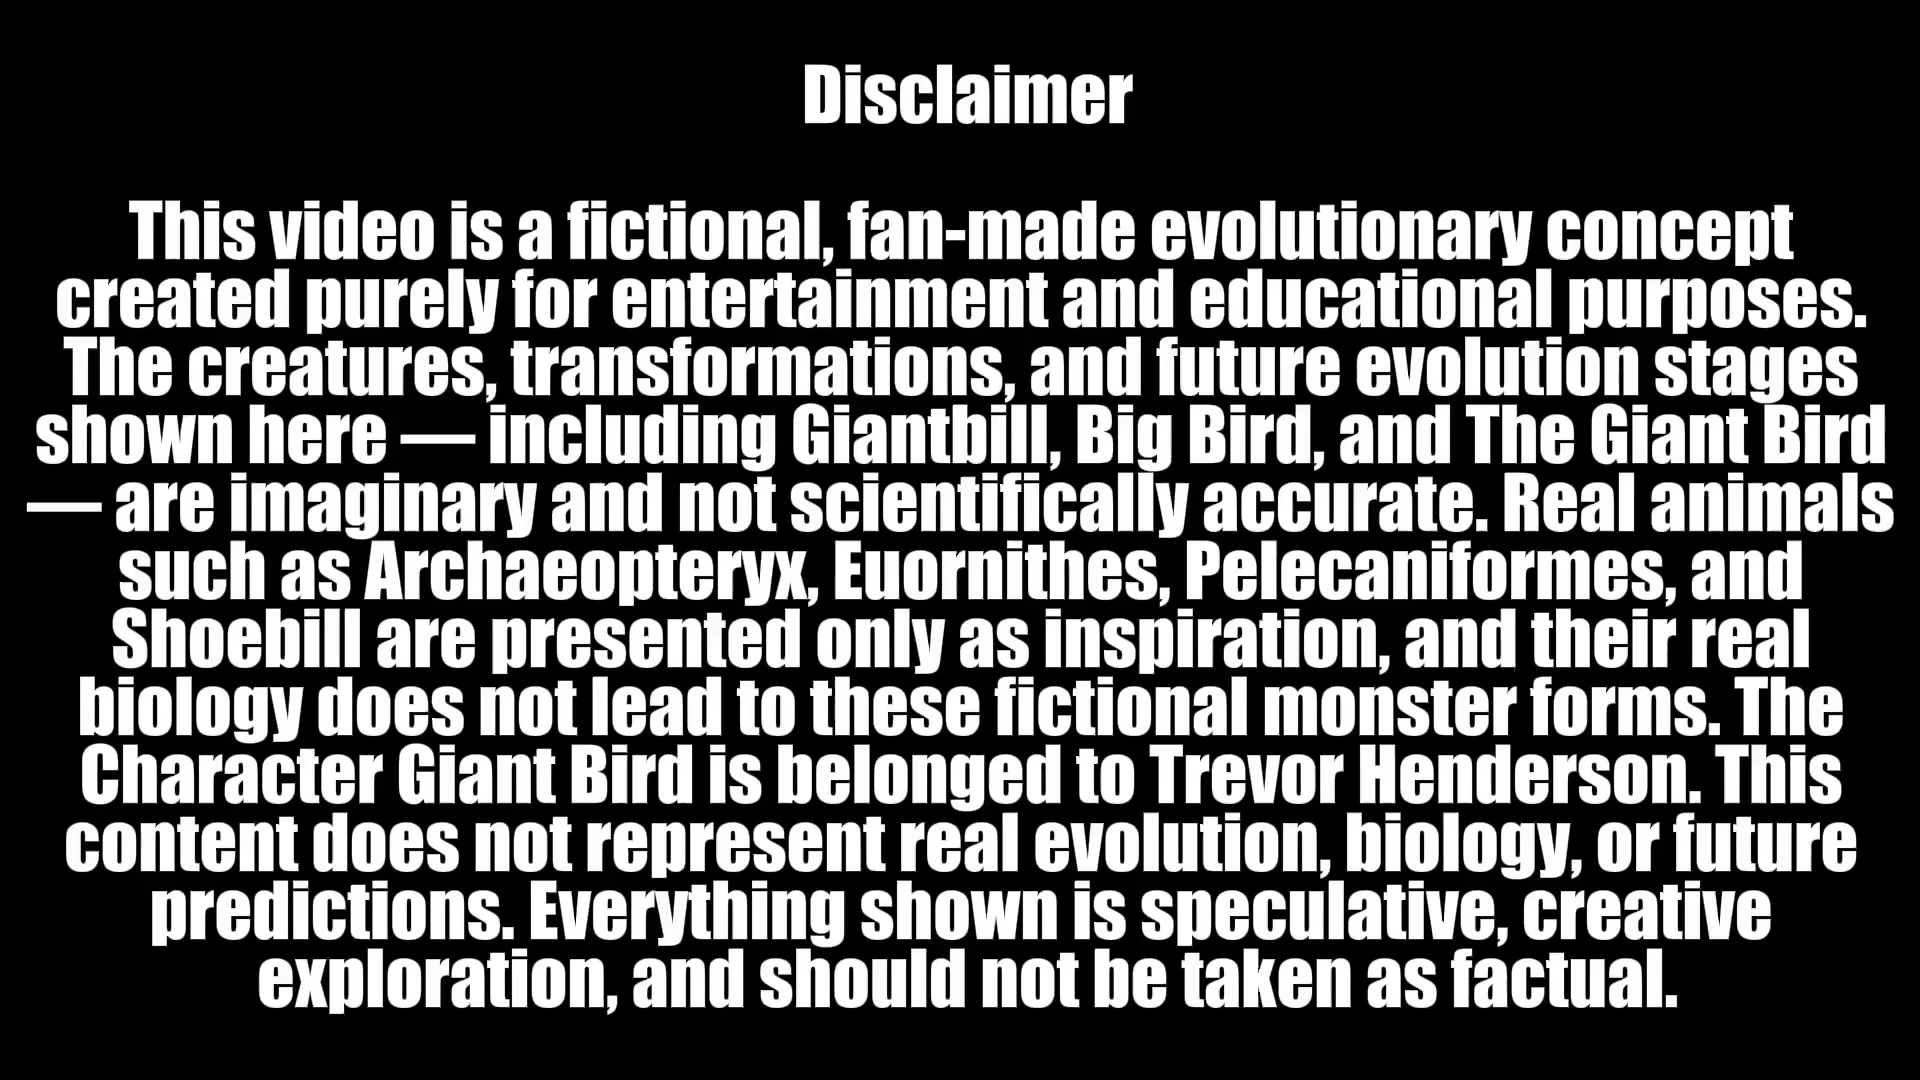 Disclaimer
This video is a fictional, fan-made evolutionary concept
created purely for entertainment and educational purposes.
The creatures, transformations, and future evolution stages
shown here — including Giantbill, Big Bird, and The Giant Bird
— are imaginary and not scientifically accurate. Real animals
such as Archaeopteryx, Euornithes, Pelecaniformes, and
Shoebill are presented only as inspiration, and their real
biology does not lead to these fictional monster forms. The
Character Giant Bird is belonged to Trevor Henderson. This
content does not represent real evolution, biology, or future
predictions. Everything shown is speculative, creative
exploration, and should not be taken as factual.